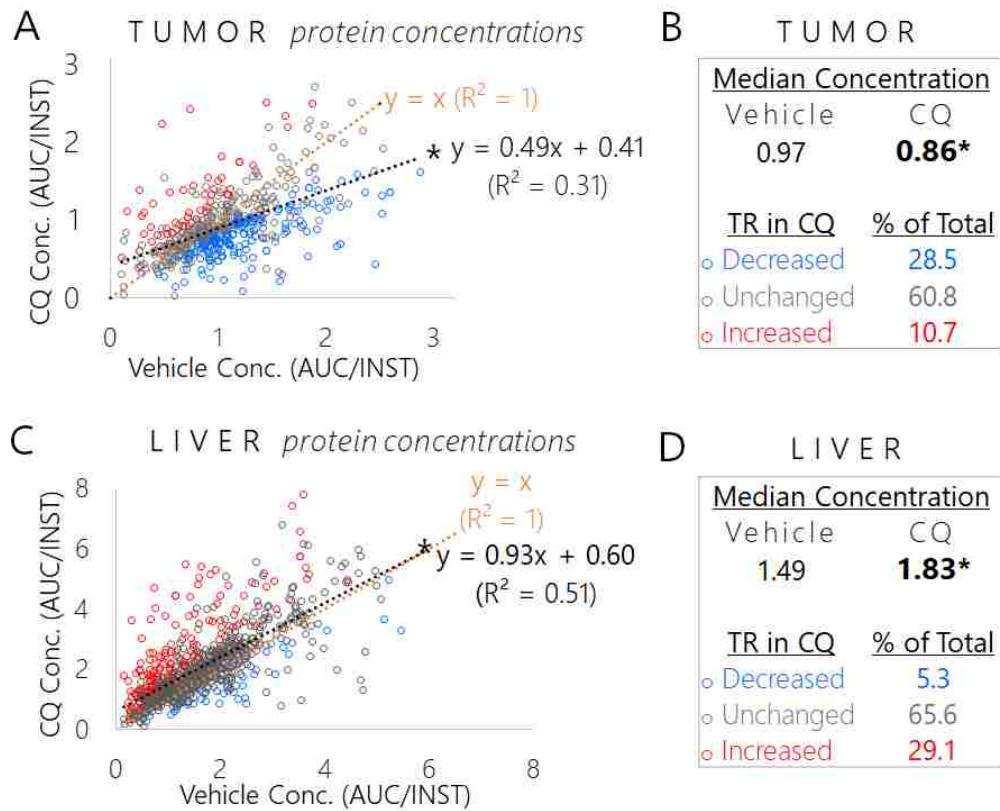 A
TUMOR protein concentrations
CQ Conc. (AUC/INST)
3
2
1
0
0 1 2 3
Vehicle Conc. (AUC/INST)
y = x (R² = 1)
* y = 0.49x + 0.41
(R² = 0.31)
B
TUMOR
Median Concentration
Vehicle CQ
0.97 0.86*
TR in CQ % of Total
Decreased 28.5
Unchanged 60.8
Increased 10.7
C
LIVER protein concentrations
CQ Conc. (AUC/INST)
8
6
4
2
0
0 2 4 6 8
Vehicle Conc. (AUC/INST)
y = x
(R² = 1)
* y = 0.93x + 0.60
(R² = 0.51)
D
LIVER
Median Concentration
Vehicle CQ
1.49 1.83*
TR in CQ % of Total
Decreased 5.3
Unchanged 65.6
Increased 29.1